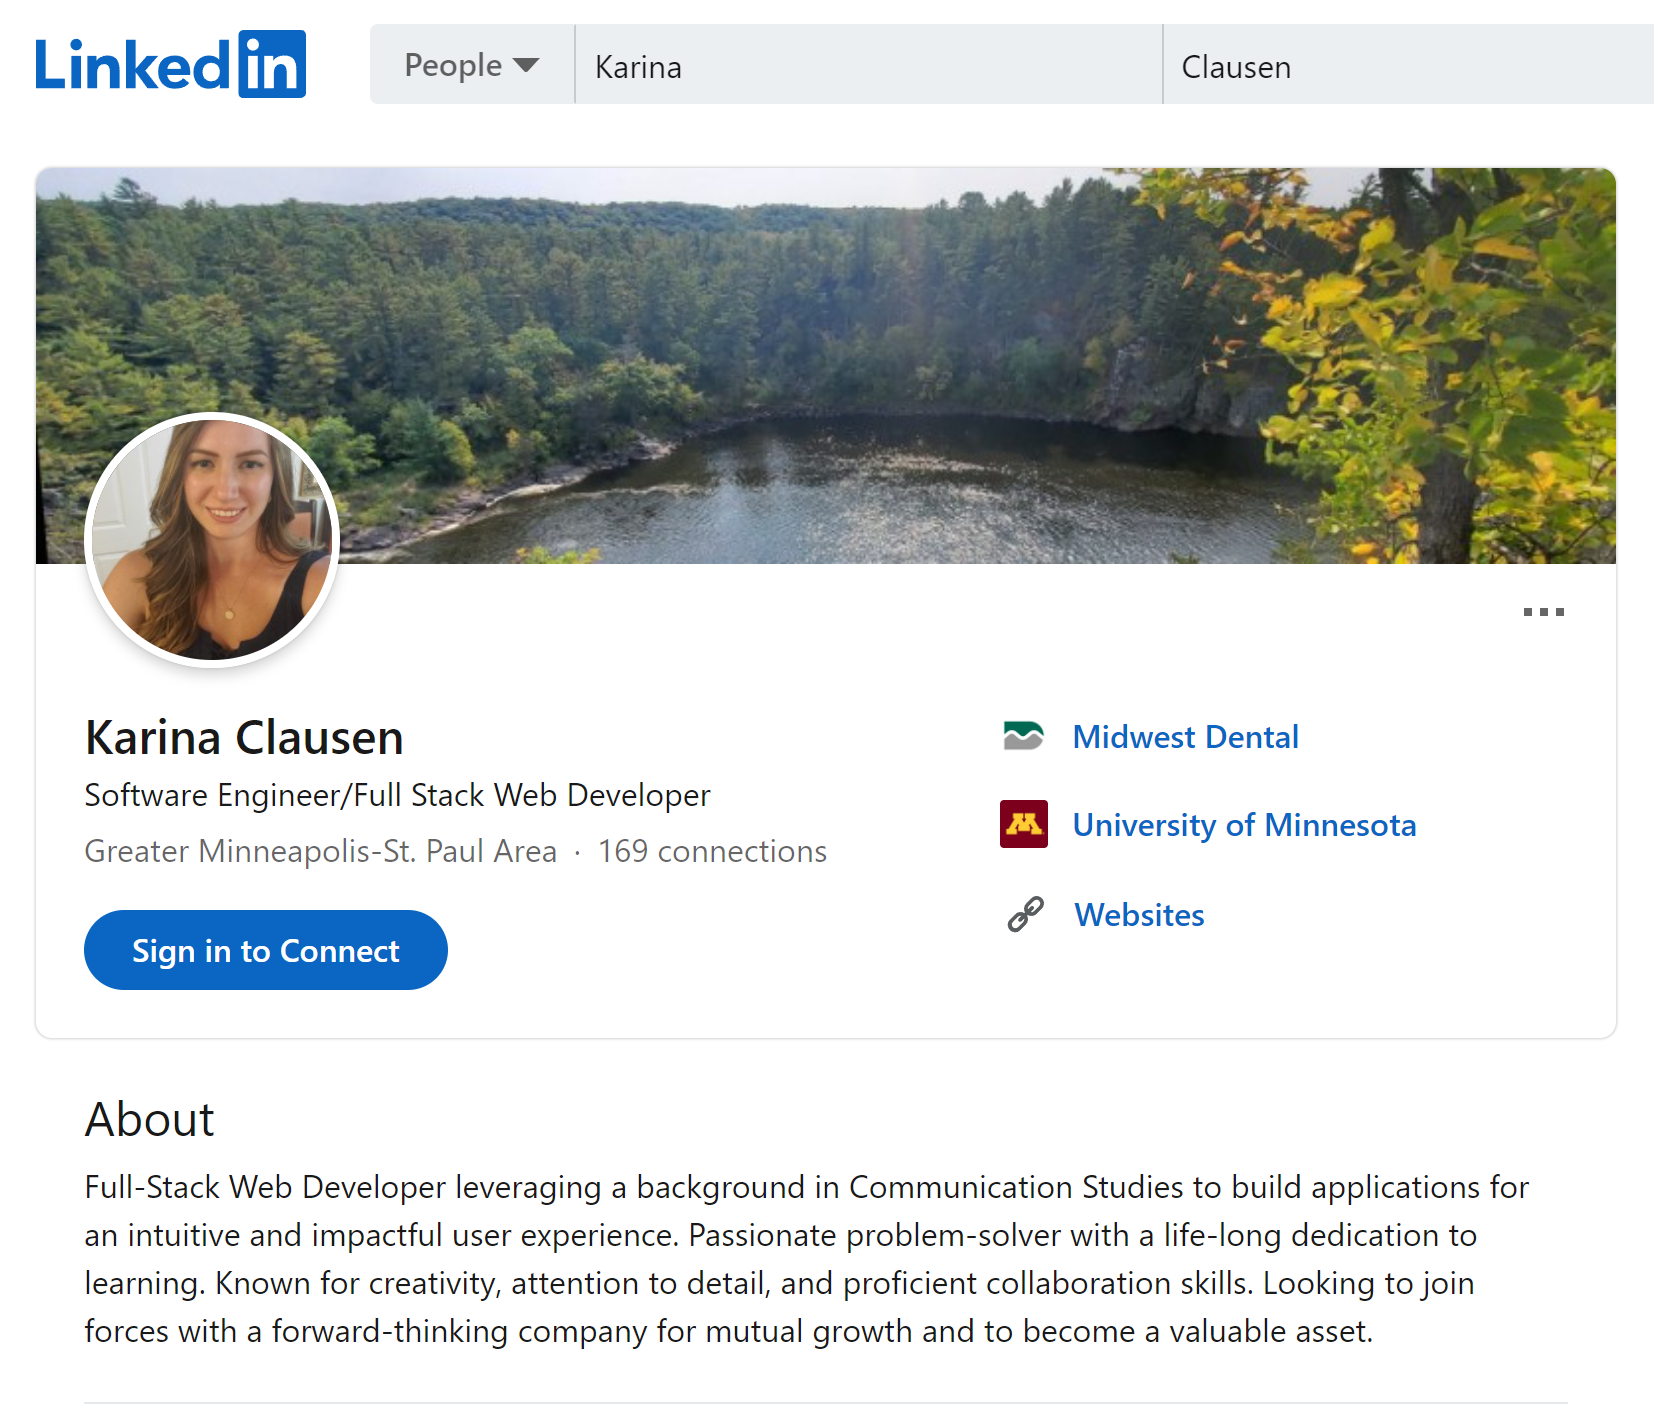 Linked in
People
Karina
Clausen
Karina Clausen
Software Engineer/Full Stack Web Developer
Greater Minneapolis-St. Paul Area · 169 connections
Sign in to Connect
Midwest Dental
University of Minnesota
Websites
About
Full-Stack Web Developer leveraging a background in Communication Studies to build applications for
an intuitive and impactful user experience. Passionate problem-solver with a life-long dedication to
learning. Known for creativity, attention to detail, and proficient collaboration skills. Looking to join
forces with a forward-thinking company for mutual growth and to become a valuable asset.